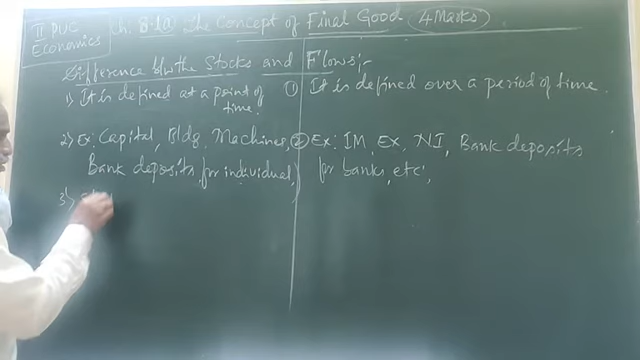 II PUC
Economics
Ch. 8:10 The Concept of Final Good (4 Marks)
Difference b/w the Stocks and Flows:-
1) It is defined at a point of time.
① It is defined over a period of time.
2) Ex: Capital, Bldg, Machines,
Bank deposits for individual,
② Ex: IM, Ex, NI, Bank deposits
for banks, etc,
3)